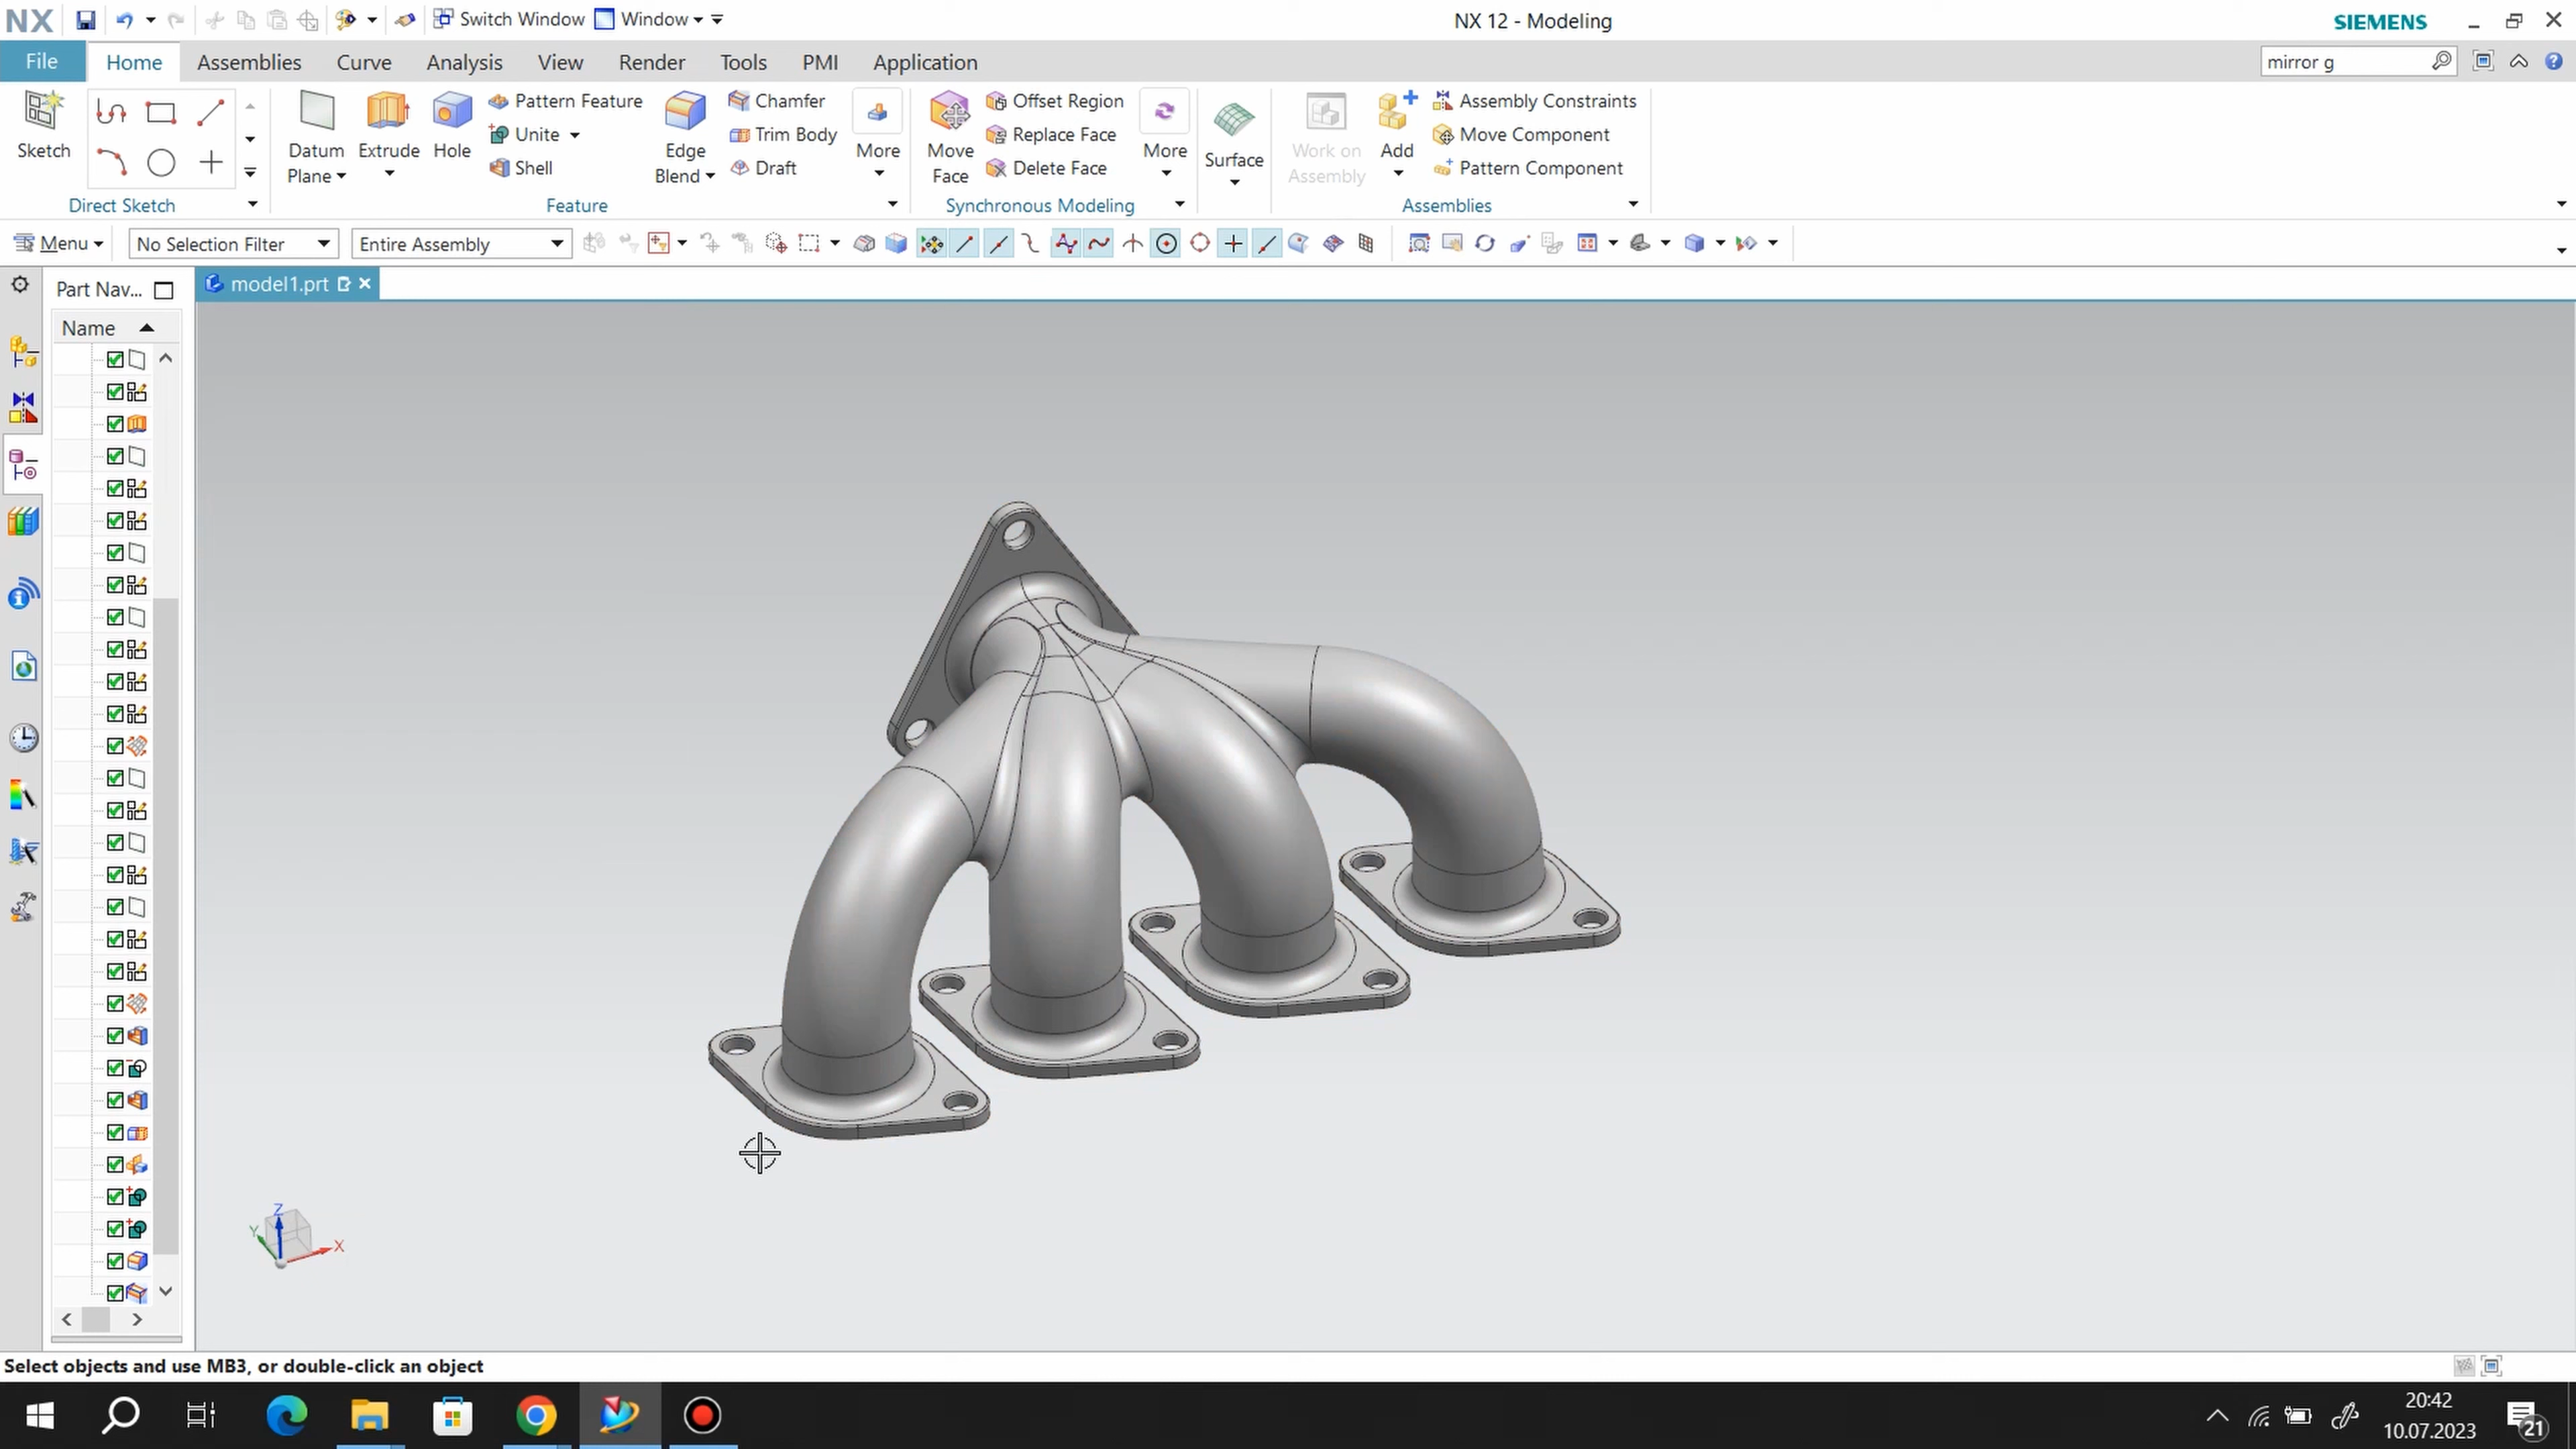 NX Switch Window Window NX 12 - Modeling SIEMENS
File Home Assemblies Curve Analysis View Render Tools PMI Application mirror g
Sketch Datum Plane Extrude Hole Pattern Feature Unite Shell Edge Blend Chamfer Trim Body Draft More Move Face Offset Region Replace Face Delete Face More Surface Work on Assembly Add Assembly Constraints Move Component Pattern Component
Direct Sketch Feature Synchronous Modeling Assemblies
Menu No Selection Filter Entire Assembly
Part Nav... model1.prt
Name
Z
Y X
Select objects and use MB3, or double-click an object
20:42
10.07.2023 21